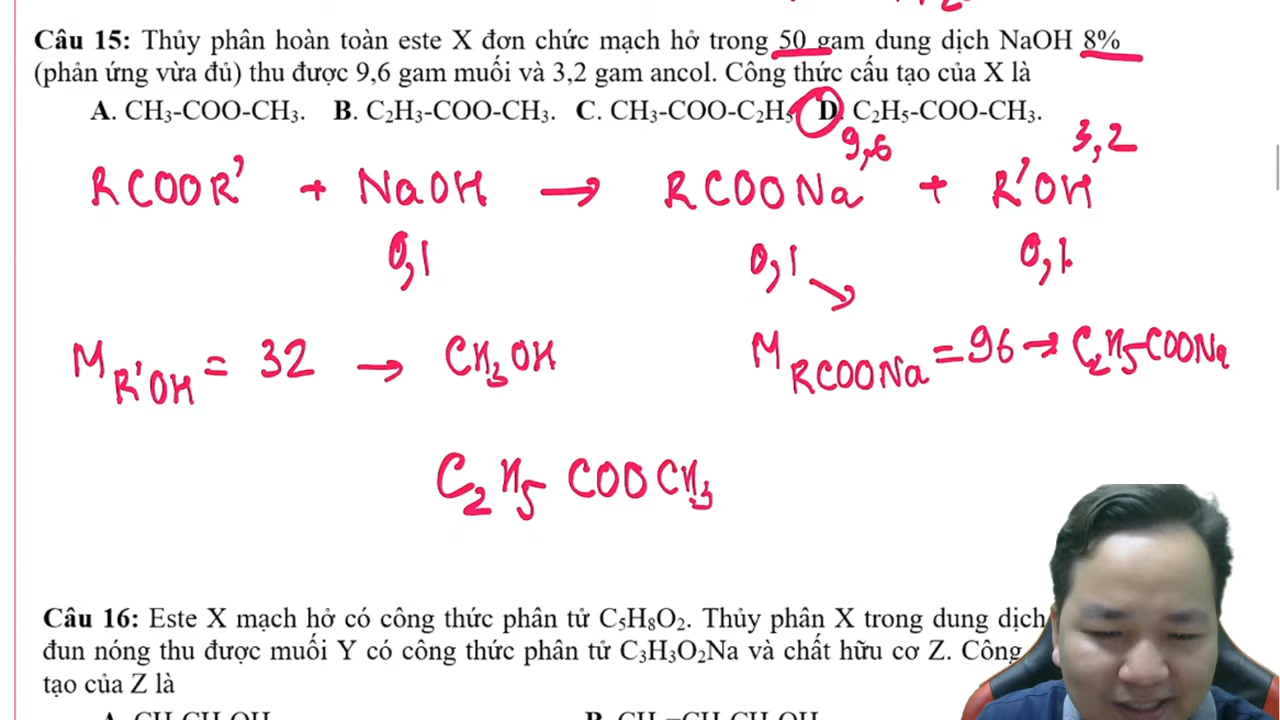 Câu 15: Thủy phân hoàn toàn este X đơn chức mạch hở trong 50 gam dung dịch NaOH 8%
(phản ứng vừa đủ) thu được 9,6 gam muối và 3,2 gam ancol. Công thức cấu tạo của X là
A. CH₃-COO-CH₃. B. C₂H₃-COO-CH₃. C. CH₃-COO-C₂H₅ D. C₂H₅-COO-CH₃.
9,6 3,2
RCOOR' + NaOH → RCOONa + R'OH
0,1 0,1 0,1
M R'OH = 32 → CH₃OH M RCOONa = 96 → C₂H₅-COONa
C₂H₅COOCH₃
Câu 16: Este X mạch hở có công thức phân tử C₅H₈O₂. Thủy phân X trong dung dịch
đun nóng thu được muối Y có công thức phân tử C₃H₃O₂Na và chất hữu cơ Z. Công
tạo của Z là